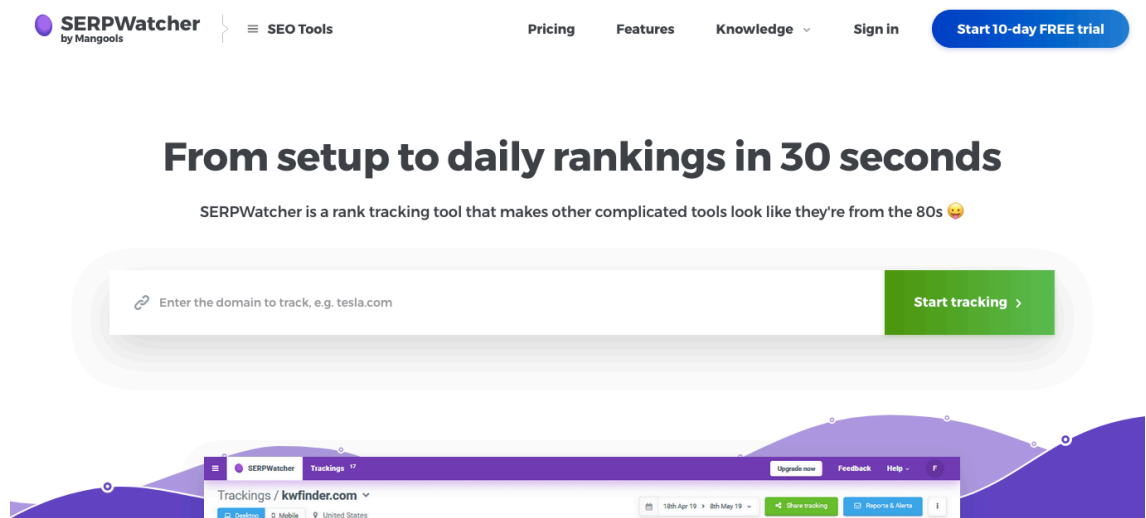 SERPWatcher
by Mangools
SEO Tools
Pricing
Features
Knowledge
Sign in
Start 10-day FREE trial
From setup to daily rankings in 30 seconds
SERPWatcher is a rank tracking tool that makes other complicated tools look like they're from the 80s 😛
Enter the domain to track, e.g. tesla.com
Start tracking
SERPWatcher
Trackings 17
Upgrade now
Feedback
Help
F
Trackings / kwfinder.com
18th Apr 19 > 8th May 19
Share tracking
Reports & Alerts
Desktop
Mobile
United States